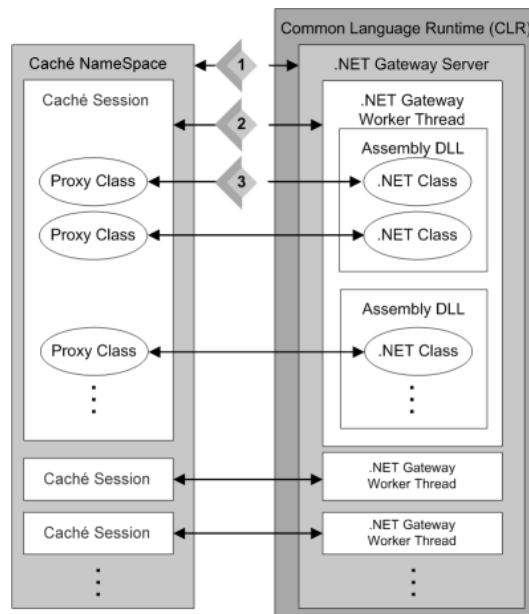 Common Language Runtime (CLR)
Caché NameSpace
1
.NET Gateway Server
Caché Session
2
.NET Gateway
Worker Thread
Assembly DLL
Proxy Class
3
.NET Class
Proxy Class
.NET Class
Assembly DLL
Proxy Class
.NET Class
Caché Session
.NET Gateway
Worker Thread
Caché Session
.NET Gateway
Worker Thread